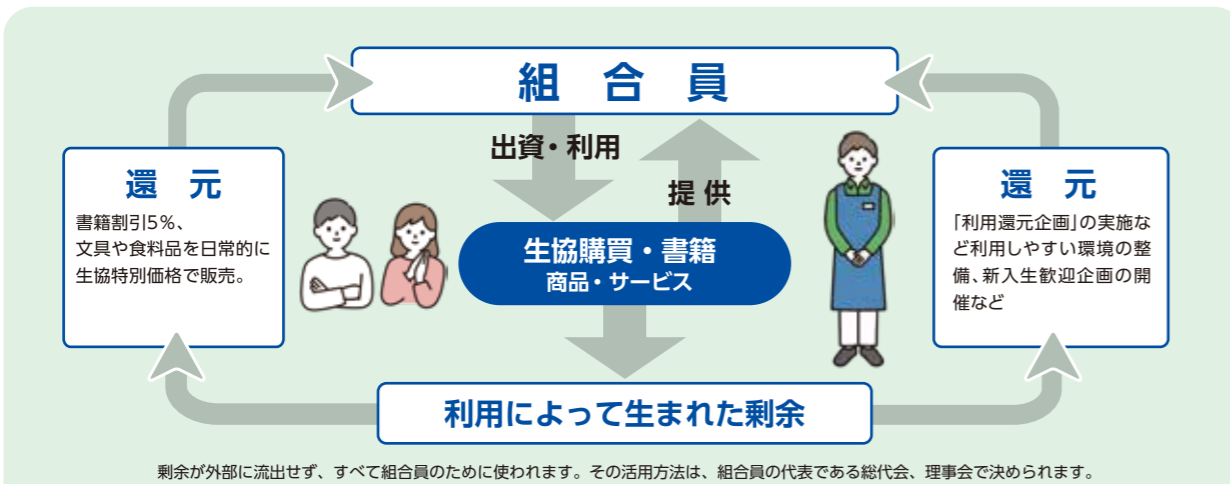 組合員
出資・利用
提供
還元
書籍割引5%、
文具や食料品を日常的に
生協特別価格で販売。
生協購買・書籍
商品・サービス
還元
「利用還元企画」の実施な
ど利用しやすい環境の整
備、新入生歓迎企画の開
催など
利用によって生まれた剰余
剰余が外部に流出せず、すべて組合員のために使われます。その活用方法は、組合員の代表である総代会、理事会で決められます。